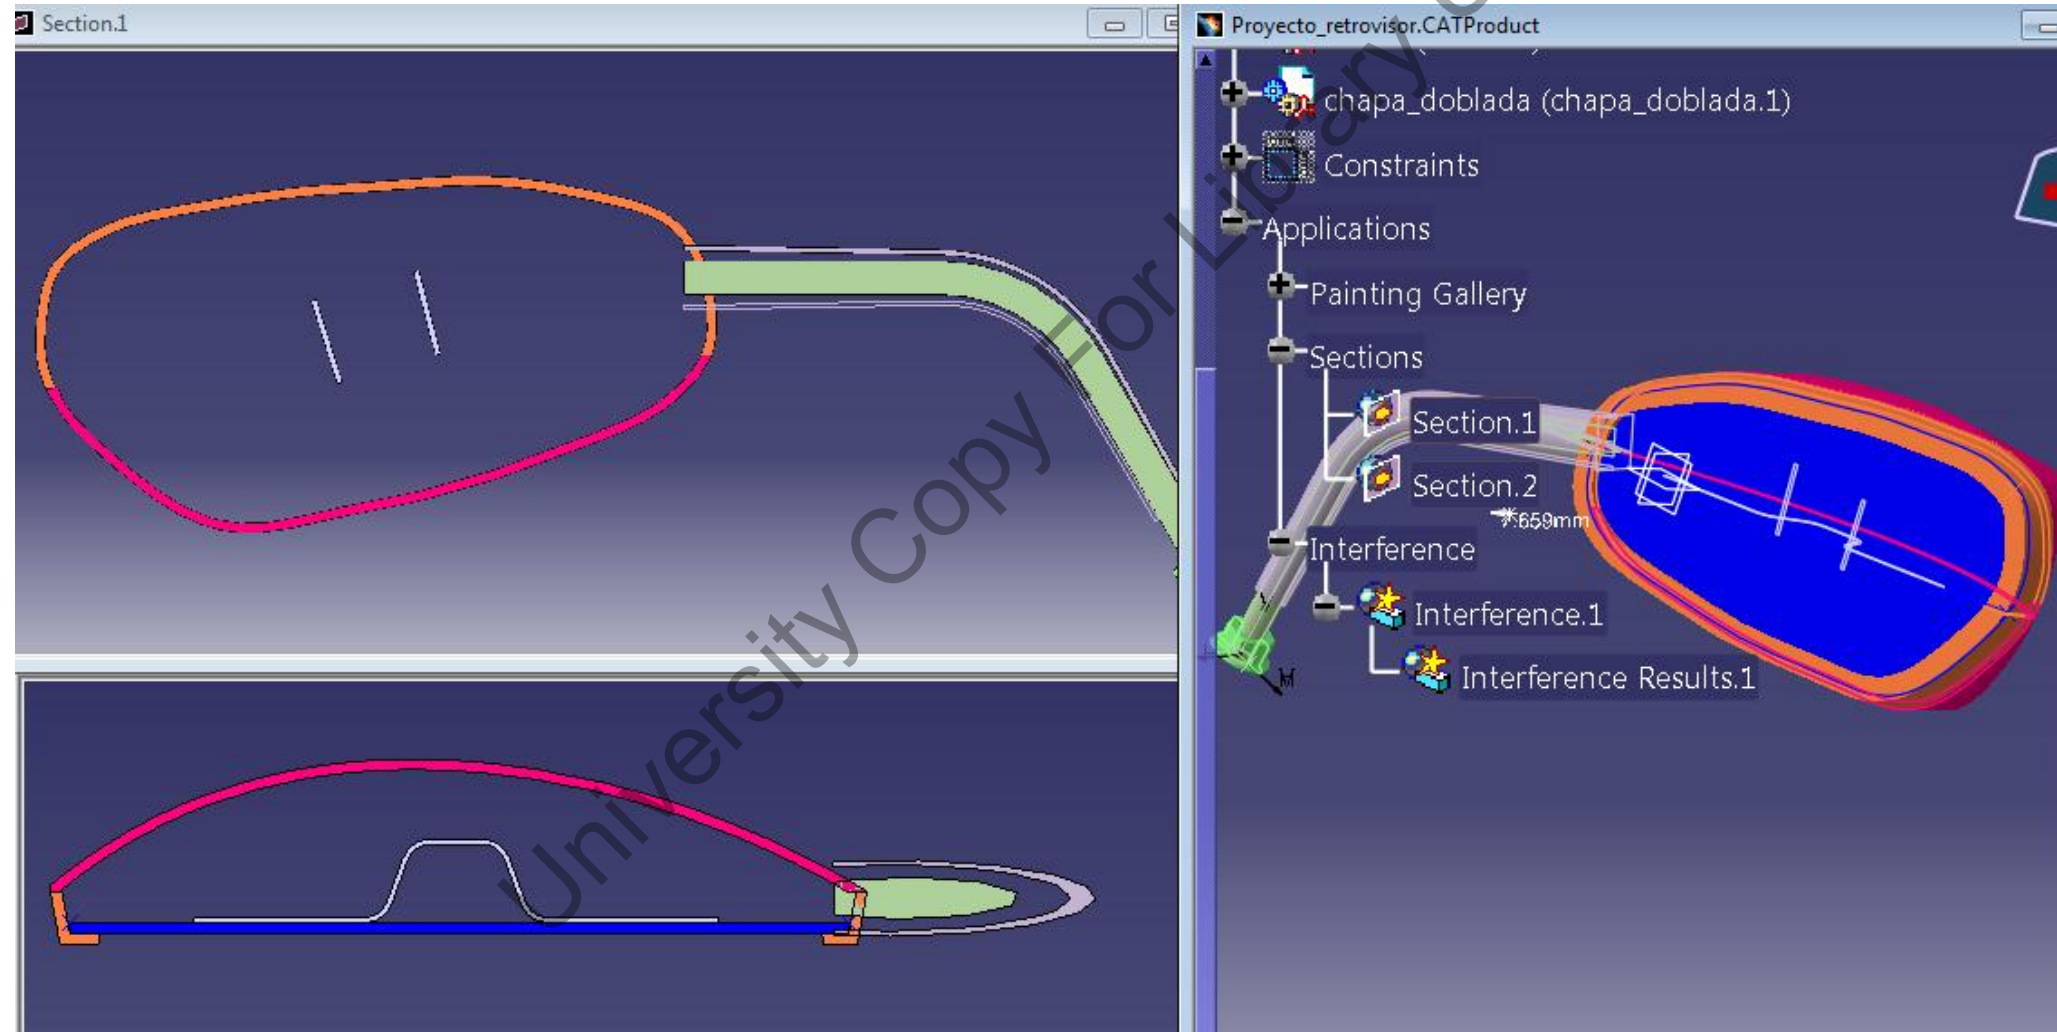 Section.1
Proyecto_retrovisor.CATProduct
chapa_doblada (chapa_doblada.1)
Constraints
Applications
Painting Gallery
Sections
Section.1
Section.2
659mm
Interference
Interference.1
Interference Results.1
University Copy For Library